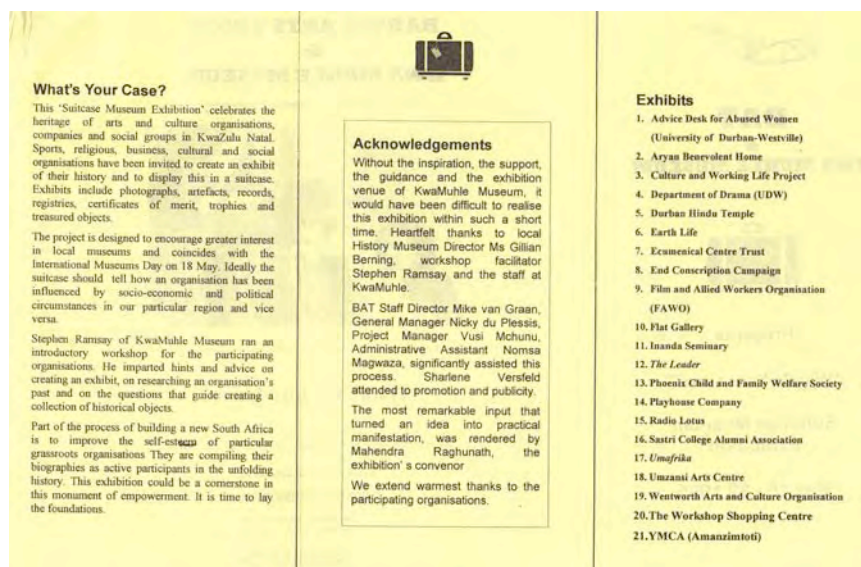 What's Your Case?
This 'Suitcase Museum Exhibition' celebrates the
heritage of arts and culture organisations,
companies and social groups in KwaZulu Natal.
Sports, religious, business, cultural and social
organisations have been invited to create an exhibit
of their history and to display this in a suitcase.
Exhibits include photographs, artefacts, records,
registries, certificates of merit, trophies and
treasured objects.
The project is designed to encourage greater interest
in local museums and coincides with the
International Museums Day on 18 May. Ideally the
suitcase should tell how an organisation has been
influenced by socio-economic and political
circumstances in our particular region and vice
versa.
Stephen Ramsay of KwaMuhle Museum ran an
introductory workshop for the participating
organisations. He imparted hints and advice on
creating an exhibit, on researching an organisation's
past and on the questions that guide creating a
collection of historical objects.
Part of the process of building a new South Africa
is to improve the self-esteem of particular
grassroots organisations They are compiling their
biographies as active participants in the unfolding
history. This exhibition could be a cornerstone in
this monument of empowerment. It is time to lay
the foundations.
Acknowledgements
Without the inspiration, the support,
the guidance and the exhibition
venue of KwaMuhle Museum, it
would have been difficult to realise
this exhibition within such a short
time. Heartfelt thanks to local
History Museum Director Ms Gillian
Berning, workshop facilitator
Stephen Ramsay and the staff at
KwaMuhle.
BAT Staff Director Mike van Graan,
General Manager Nicky du Plessis,
Project Manager Vusi Mchunu,
Administrative Assistant Nomsa
Magwaza, significantly assisted this
process. Sharlene Versfeld
attended to promotion and publicity.
The most remarkable input that
turned an idea into practical
manifestation, was rendered by
Mahendra Raghunath, the
exhibition' s convenor
We extend warmest thanks to the
participating organisations.
Exhibits
1. Advice Desk for Abused Women
(University of Durban-Westville)
2. Aryan Benevolent Home
3. Culture and Working Life Project
4. Department of Drama (UDW)
5. Durban Hindu Temple
6. Earth Life
7. Ecumenical Centre Trust
8. End Conscription Campaign
9. Film and Allied Workers Organisation
(FAWO)
10. Flat Gallery
11. Inanda Seminary
12. The Leader
13. Phoenix Child and Family Welfare Society
14. Playhouse Company
15. Radio Lotus
16. Sastri College Alumni Association
17. Umafrika
18. Umzansi Arts Centre
19. Wentworth Arts and Culture Organisation
20. The Workshop Shopping Centre
21. YMCA (Amanzimtoti)